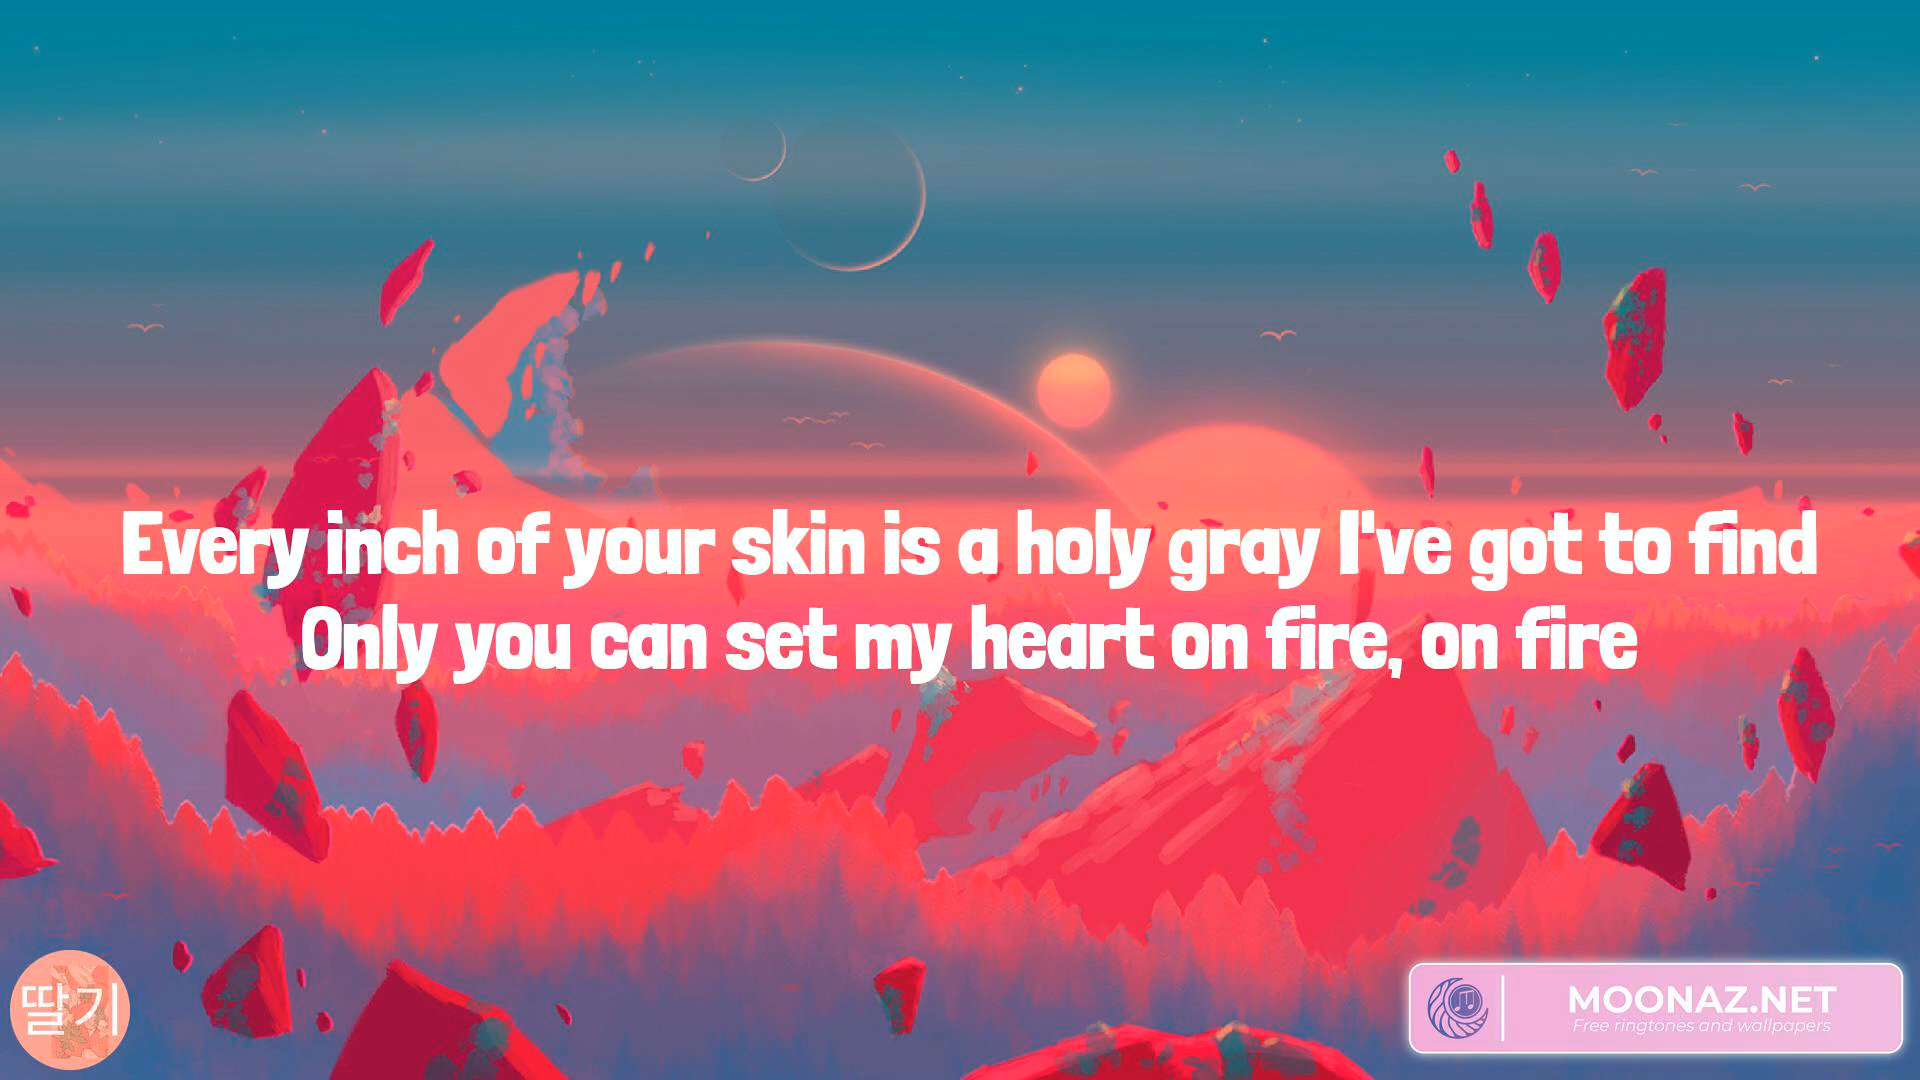 Every inch of your skin is a holy gray I've got to find
Only you can set my heart on fire, on fire
딸기
MOONAZ.NET
Free ringtones and wallpapers